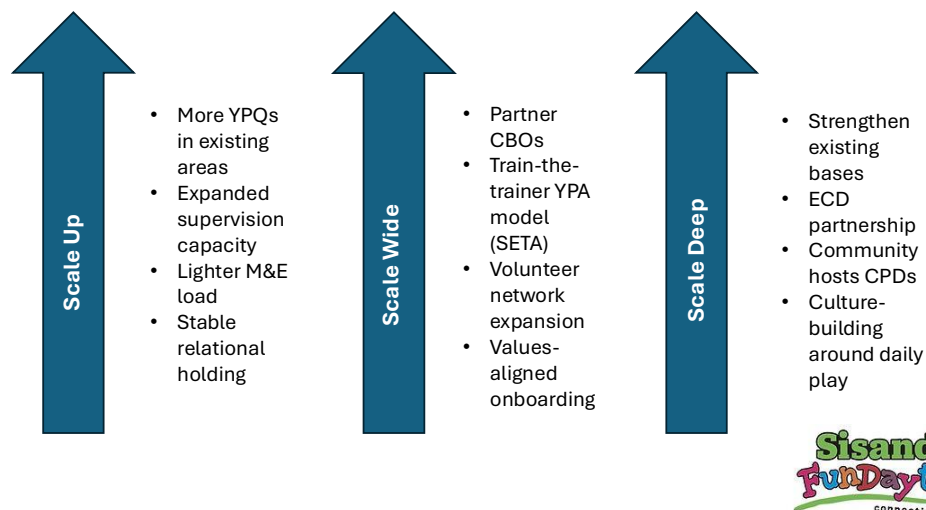 Scale Up
• More YPQs
in existing
areas
• Expanded
supervision
capacity
• Lighter M&E
load
• Stable
relational
holding
Scale Wide
• Partner
CBOs
• Train-the-
trainer YPA
model
(SETA)
• Volunteer
network
expansion
• Values-
aligned
onboarding
Scale Deep
• Strengthen
existing
bases
• ECD
partnership
• Community
hosts CPDs
• Culture-
building
around daily
play